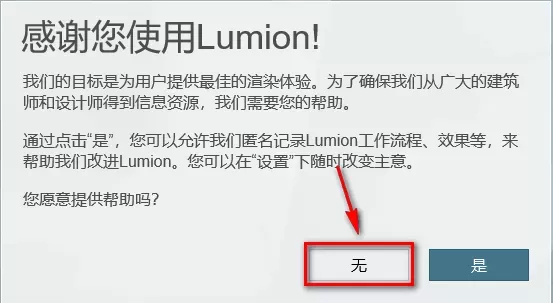 感谢您使用Lumion!
我们的目标是为用户提供最佳的渲染体验。为了确保我们从广大的建筑
师和设计师得到信息资源，我们需要您的帮助。
通过点击“是”，您可以允许我们匿名记录Lumion工作流程、效果等，来
帮助我们改进Lumion。您可以在“设置”下随时改变主意。
您愿意提供帮助吗?
无
是